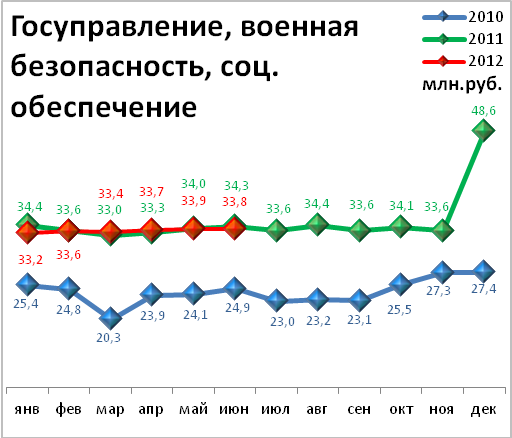 Госуправление, военная
безопасность, соц.
обеспечение
2010
2011
2012
млн.руб.
48,6
34,4 33,6 33,4 33,7 34,0 34,3 33,6 34,4 33,6 34,1 33,6
33,0 33,3 33,9 33,8
33,2 33,6
25,4 24,8 20,3 23,9 24,1 24,9 23,0 23,2 23,1 25,5 27,3 27,4
янв фев мар апр май июн июл авг сен окт ноя дек